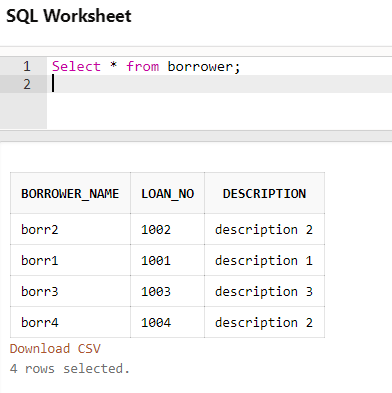 SQL Worksheet
1 Select * from borrower;
2
BORROWER_NAME LOAN_NO DESCRIPTION
borr2 1002 description 2
borr1 1001 description 1
borr3 1003 description 3
borr4 1004 description 2
Download CSV
4 rows selected.